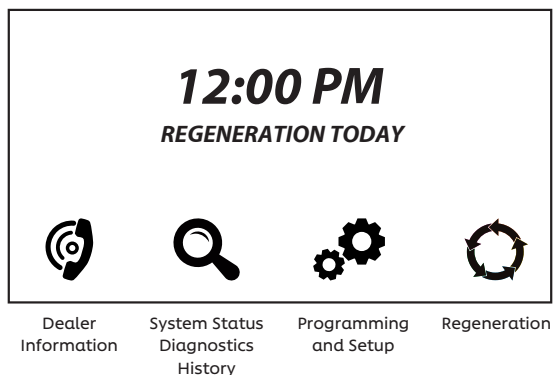 12:00 PM
REGENERATION TODAY
Dealer
Information
System Status
Diagnostics
History
Programming
and Setup
Regeneration